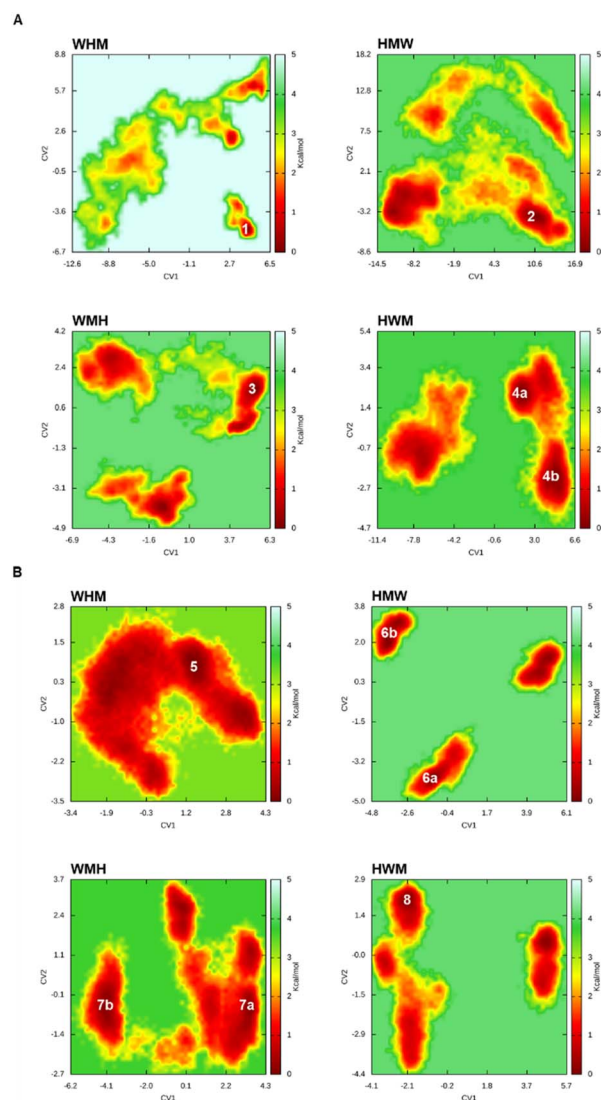 A
WHM
8.8
5.7
2.6
-0.5
-3.6
-6.7
CV2
-12.6 -8.8 -5.0 -1.1 2.7 6.5
CV1
5
4
3
2
1
0
Kcal/mol
1
HMW
18.2
12.8
7.5
2.1
-3.2
-8.6
CV2
-14.5 -8.2 -1.9 4.3 10.6 16.9
CV1
5
4
3
2
1
0
Kcal/mol
2
WMH
4.2
2.4
0.6
-1.3
-3.1
-4.9
CV2
-6.9 -4.3 -1.6 1.0 3.7 6.3
CV1
5
4
3
2
1
0
Kcal/mol
3
HWM
5.4
3.4
1.4
-0.7
-2.7
-4.7
CV2
-11.4 -7.8 -4.2 -0.6 3.0 6.6
CV1
5
4
3
2
1
0
Kcal/mol
4a
4b
B
WHM
2.8
1.5
0.3
-1.0
-2.2
-3.5
CV2
-3.4 -1.9 -0.3 1.2 2.7 4.3
CV1
5
4
3
2
1
0
Kcal/mol
5
HMW
3.8
2.0
0.3
-1.5
-3.2
-5.0
CV2
-4.8 -2.6 -0.4 1.7 3.9 6.1
CV1
5
4
3
2
1
0
Kcal/mol
6b
6a
WMH
3.7
2.4
1.1
-0.1
-1.4
-2.7
CV2
-6.2 -4.1 -2.0 0.1 2.2 4.3
CV1
5
4
3
2
1
0
Kcal/mol
7b
7a
HWM
2.9
1.4
-0.0
-1.5
-2.9
-4.4
CV2
-4.1 -2.1 -0.2 1.8 3.7 5.7
CV1
5
4
3
2
1
0
Kcal/mol
8